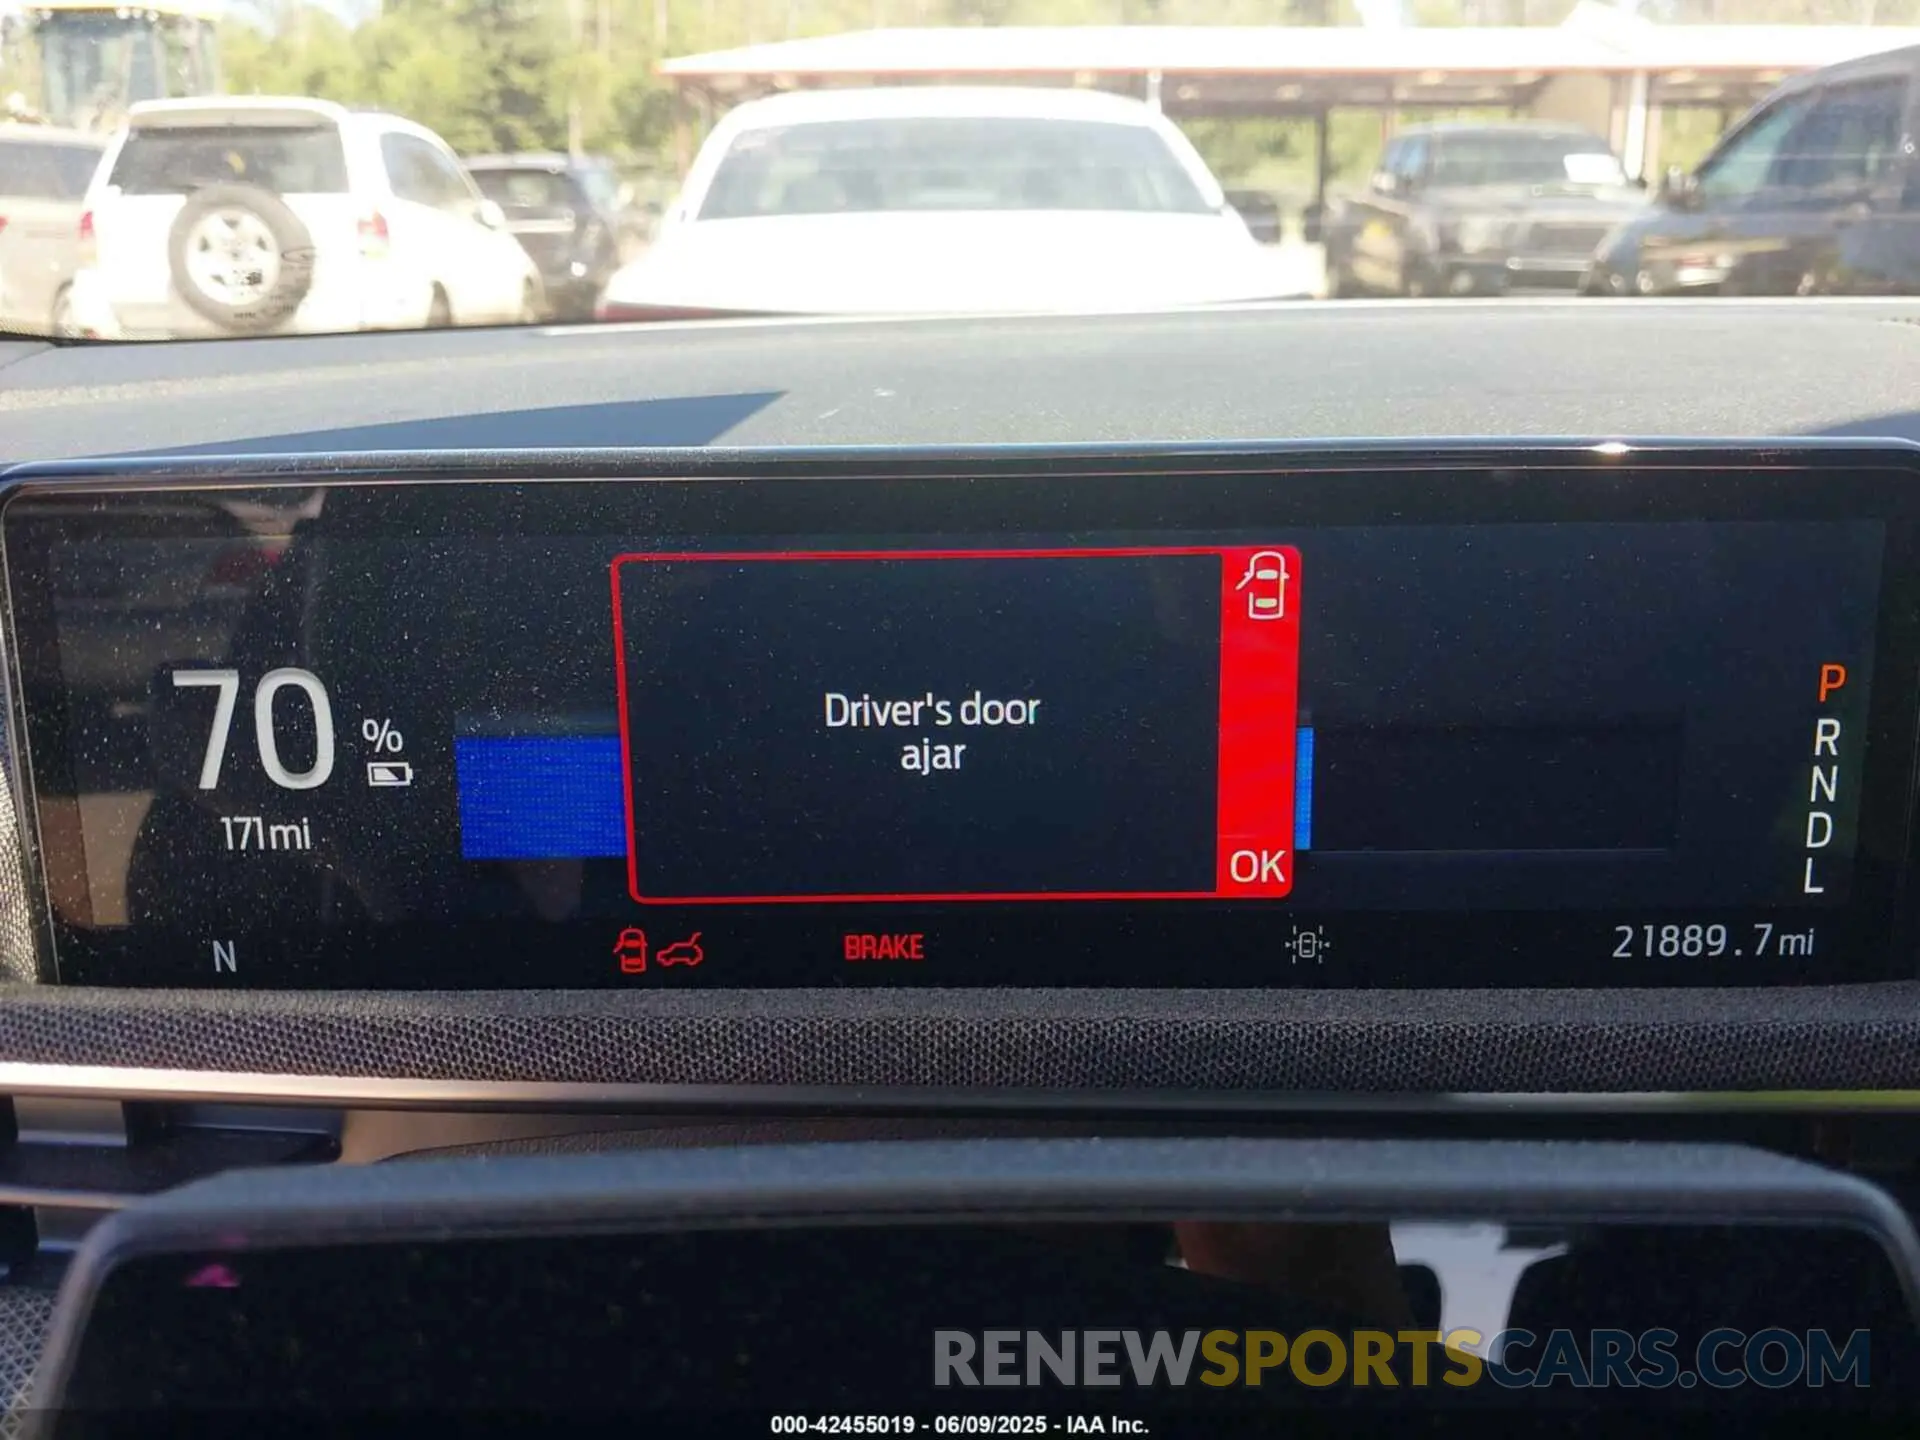 Driver's door
ajar
OK
70 %
171mi
P
R
N
D
L
N
BRAKE
21889.7mi
RENEWSPORTSCARS.COM
000-42455019 - 06/09/2025 - IAA Inc.